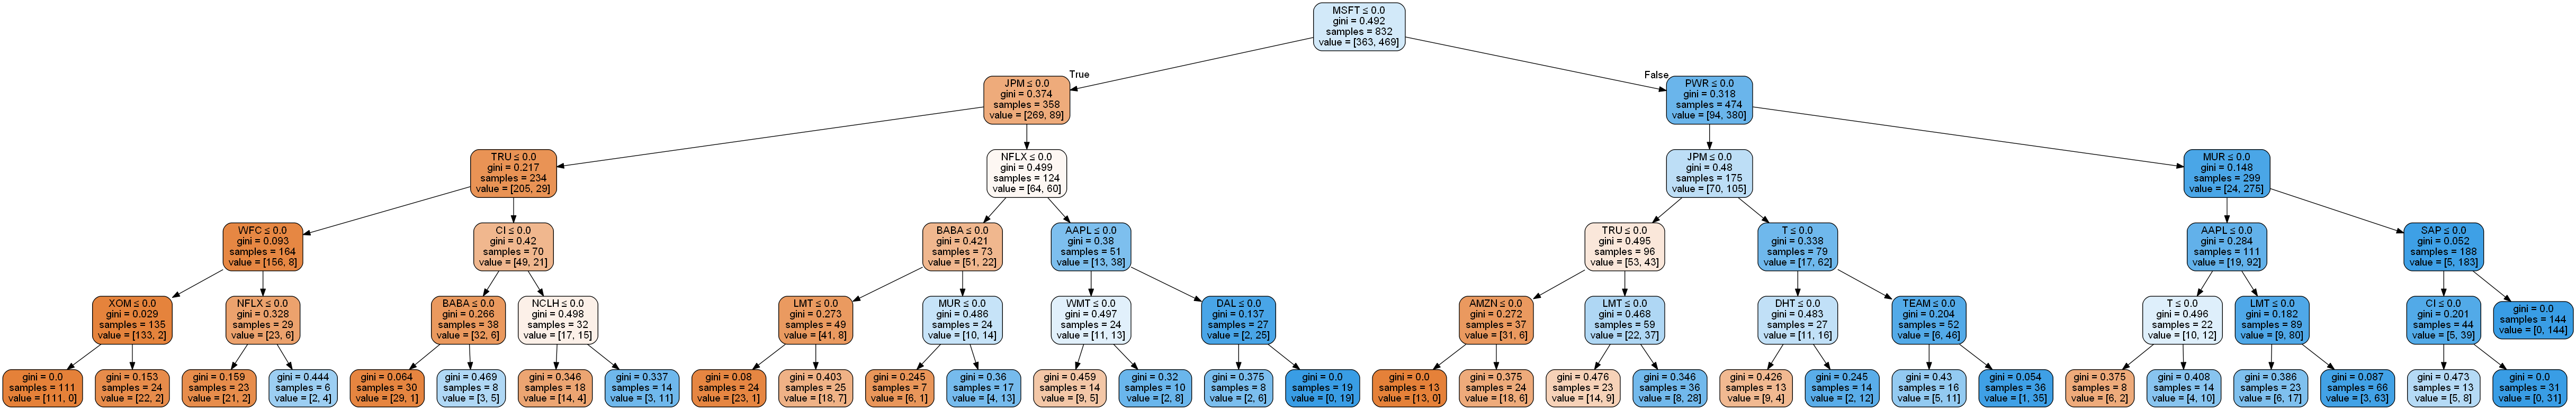 MSFT ≤ 0.0
gini = 0.492
samples = 832
value = [363, 469]
True
False
JPM ≤ 0.0
gini = 0.374
samples = 358
value = [269, 89]
PWR ≤ 0.0
gini = 0.318
samples = 474
value = [94, 380]
TRU ≤ 0.0
gini = 0.217
samples = 234
value = [205, 29]
NFLX ≤ 0.0
gini = 0.499
samples = 124
value = [64, 60]
JPM ≤ 0.0
gini = 0.48
samples = 175
value = [70, 105]
MUR ≤ 0.0
gini = 0.148
samples = 299
value = [24, 275]
WFC ≤ 0.0
gini = 0.093
samples = 164
value = [156, 8]
CI ≤ 0.0
gini = 0.42
samples = 70
value = [49, 21]
BABA ≤ 0.0
gini = 0.421
samples = 73
value = [51, 22]
AAPL ≤ 0.0
gini = 0.38
samples = 51
value = [13, 38]
TRU ≤ 0.0
gini = 0.495
samples = 96
value = [53, 43]
T ≤ 0.0
gini = 0.338
samples = 79
value = [17, 62]
AAPL ≤ 0.0
gini = 0.284
samples = 111
value = [19, 92]
SAP ≤ 0.0
gini = 0.052
samples = 188
value = [5, 183]
XOM ≤ 0.0
gini = 0.029
samples = 135
value = [133, 2]
NFLX ≤ 0.0
gini = 0.328
samples = 29
value = [23, 6]
BABA ≤ 0.0
gini = 0.266
samples = 38
value = [32, 6]
NCLH ≤ 0.0
gini = 0.498
samples = 32
value = [17, 15]
LMT ≤ 0.0
gini = 0.273
samples = 49
value = [41, 8]
MUR ≤ 0.0
gini = 0.486
samples = 24
value = [10, 14]
WMT ≤ 0.0
gini = 0.497
samples = 24
value = [11, 13]
DAL ≤ 0.0
gini = 0.137
samples = 27
value = [2, 25]
AMZN ≤ 0.0
gini = 0.272
samples = 37
value = [31, 6]
LMT ≤ 0.0
gini = 0.468
samples = 59
value = [22, 37]
DHT ≤ 0.0
gini = 0.483
samples = 27
value = [11, 16]
TEAM ≤ 0.0
gini = 0.204
samples = 52
value = [6, 46]
T ≤ 0.0
gini = 0.496
samples = 22
value = [10, 12]
LMT ≤ 0.0
gini = 0.182
samples = 89
value = [9, 80]
CI ≤ 0.0
gini = 0.201
samples = 44
value = [5, 39]
gini = 0.0
samples = 144
value = [0, 144]
gini = 0.0
samples = 111
value = [111, 0]
gini = 0.153
samples = 24
value = [22, 2]
gini = 0.159
samples = 23
value = [21, 2]
gini = 0.444
samples = 6
value = [2, 4]
gini = 0.064
samples = 30
value = [29, 1]
gini = 0.469
samples = 8
value = [3, 5]
gini = 0.346
samples = 18
value = [14, 4]
gini = 0.337
samples = 14
value = [3, 11]
gini = 0.08
samples = 24
value = [23, 1]
gini = 0.403
samples = 25
value = [18, 7]
gini = 0.245
samples = 7
value = [6, 1]
gini = 0.36
samples = 17
value = [4, 13]
gini = 0.459
samples = 14
value = [9, 5]
gini = 0.32
samples = 10
value = [2, 8]
gini = 0.375
samples = 8
value = [2, 6]
gini = 0.0
samples = 19
value = [0, 19]
gini = 0.0
samples = 13
value = [13, 0]
gini = 0.375
samples = 24
value = [18, 6]
gini = 0.476
samples = 23
value = [14, 9]
gini = 0.346
samples = 36
value = [8, 28]
gini = 0.426
samples = 13
value = [9, 4]
gini = 0.245
samples = 14
value = [2, 12]
gini = 0.43
samples = 16
value = [5, 11]
gini = 0.054
samples = 36
value = [1, 35]
gini = 0.375
samples = 8
value = [6, 2]
gini = 0.408
samples = 14
value = [4, 10]
gini = 0.386
samples = 23
value = [6, 17]
gini = 0.087
samples = 66
value = [3, 63]
gini = 0.473
samples = 13
value = [5, 8]
gini = 0.0
samples = 31
value = [0, 31]